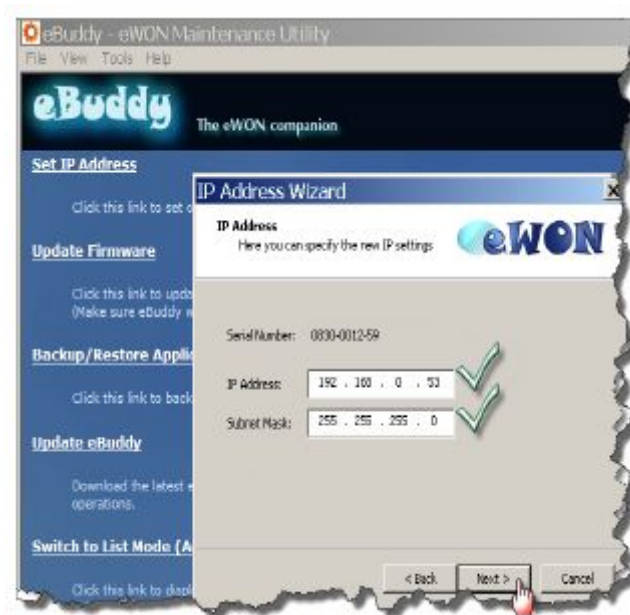 eBuddy - eWON Maintenance Utility
File View Tools Help
eBuddy
The eWON companion
Set IP Address
Click this link to set
Update Firmware
Click this link to
(Make sure eBuddy
Backup/Restore
Click this link to back
Update eBuddy
Download the latest
operations.
Switch to List Mode
Click this link to
IP Address Wizard
IP Address
Here you can specify the new IP settings
eWON
Serial Number: 0830-0012-59
IP Address: 192 . 168 . 0 . 53
Subnet Mask: 255 . 255 . 255 . 0
< Back Next > Cancel